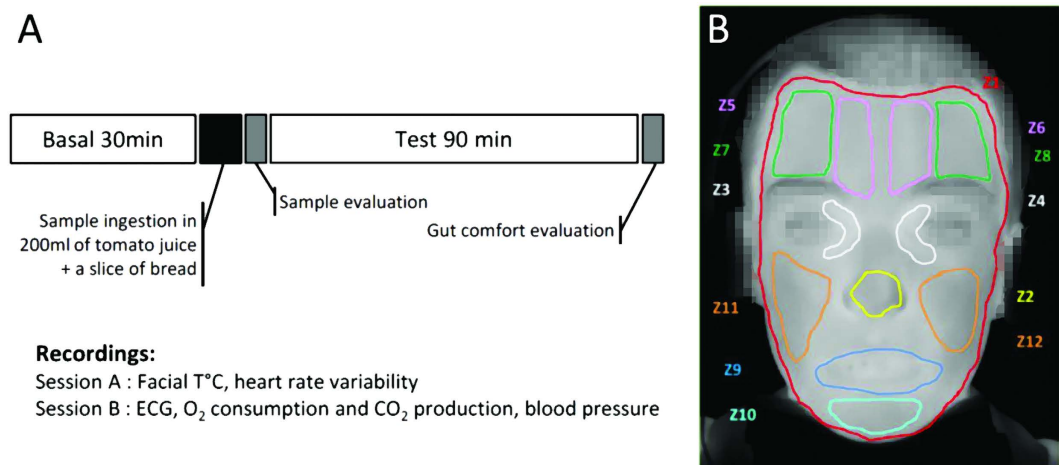 A
Basal 30min
Test 90 min
Sample ingestion in
200ml of tomato juice
+ a slice of bread
Sample evaluation
Gut comfort evaluation
Recordings:
Session A : Facial T°C, heart rate variability
Session B : ECG, O₂ consumption and CO₂ production, blood pressure
B
Z1
Z5
Z6
Z7
Z8
Z3
Z4
Z11
Z2
Z12
Z9
Z10